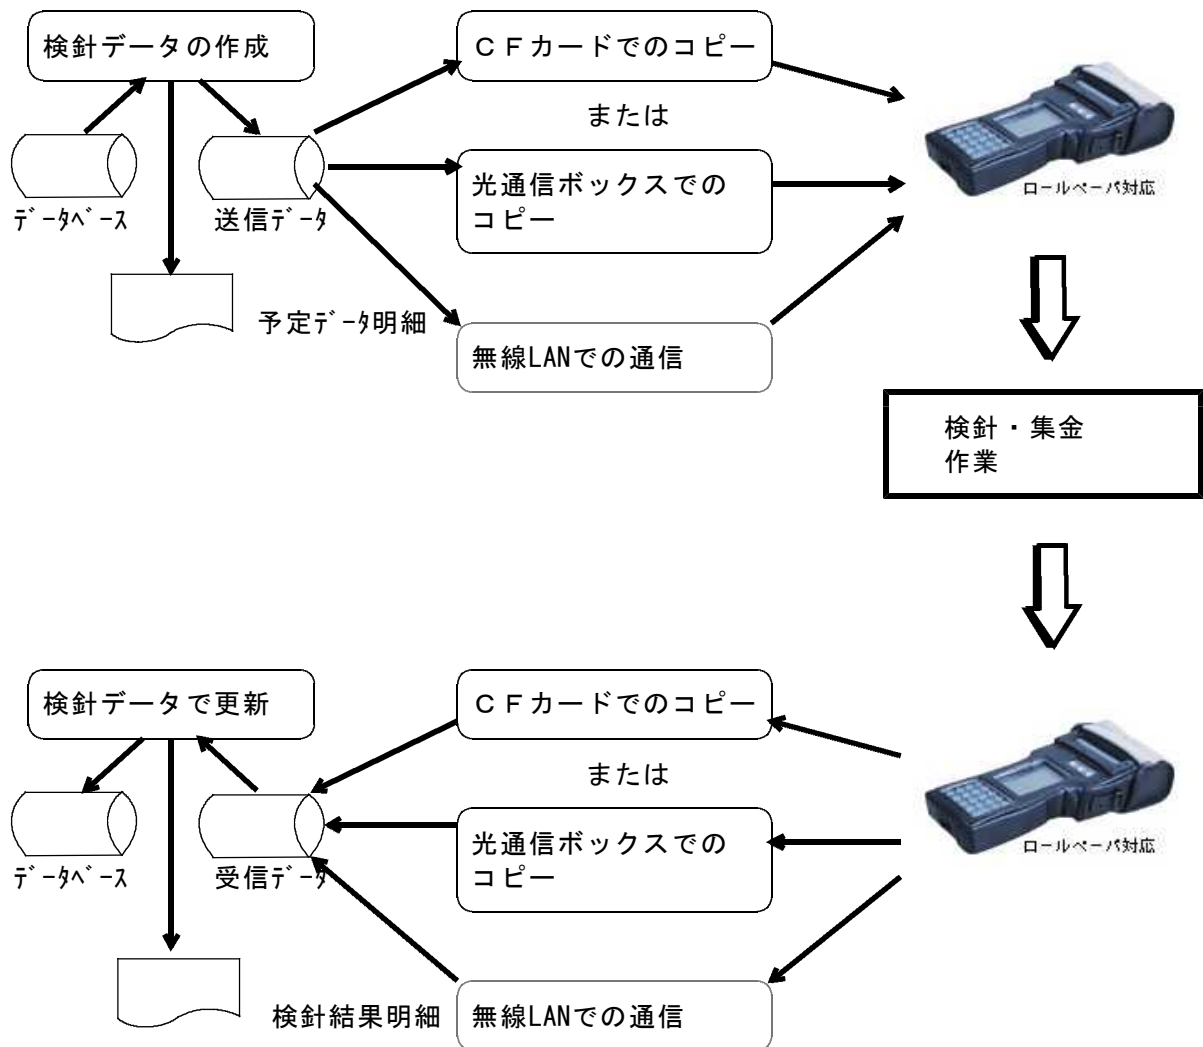 検針データの作成
ＣＦカードでのコピー
または
光通信ボックスでの
コピー
ロールペーパ対応
ﾃﾞｰﾀﾍﾞｰｽ
送信ﾃﾞｰﾀ
予定ﾃﾞｰﾀ明細
無線LANでの通信
検針・集金
作業
検針データで更新
ＣＦカードでのコピー
または
光通信ボックスでの
コピー
ロールペーパ対応
ﾃﾞｰﾀﾍﾞｰｽ
受信ﾃﾞｰﾀ
検針結果明細
無線LANでの通信